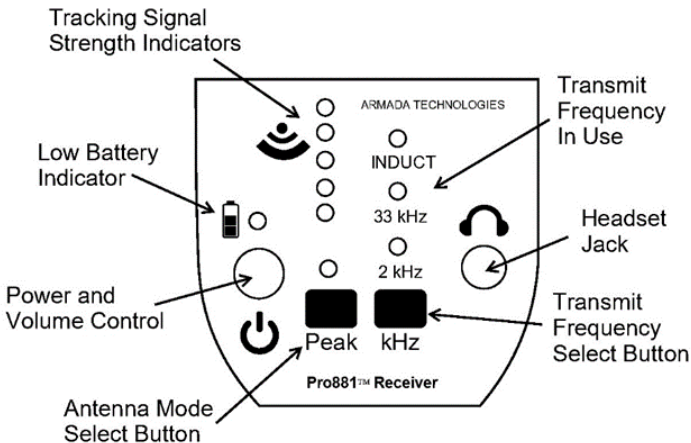 Tracking Signal
Strength Indicators
ARMADA TECHNOLOGIES
Transmit
Frequency
In Use
Low Battery
Indicator
INDUCT
33 kHz
2 kHz
Headset
Jack
Power and
Volume Control
Peak
kHz
Transmit
Frequency
Select Button
Pro881™ Receiver
Antenna Mode
Select Button